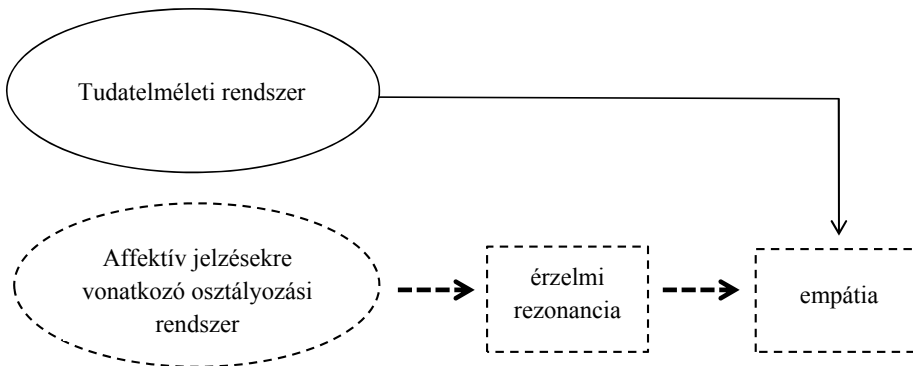 Tudatelméleti rendszer
Affektív jelzésekre
vonatkozó osztályozási
rendszer
érzelmi
rezonancia
empátia